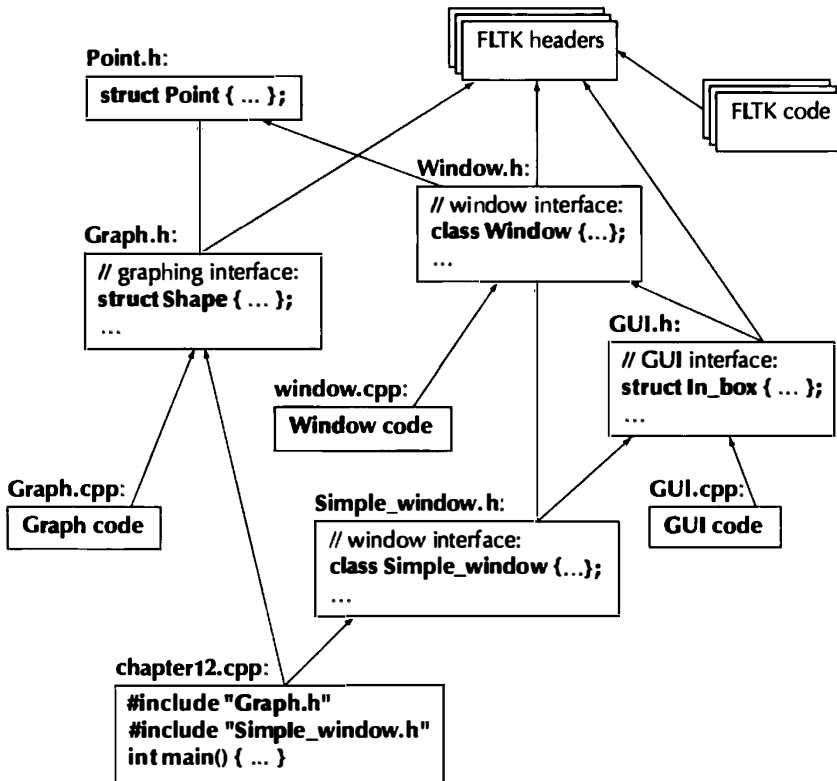 FLTK headers
Point.h:
struct Point { ... };
FLTK code
Window.h:
// window interface:
class Window {...};
...
Graph.h:
// graphing interface:
struct Shape { ... };
...
GUI.h:
// GUI interface:
struct In_box { ... };
...
window.cpp:
Window code
Graph.cpp:
Graph code
Simple_window.h:
// window interface:
class Simple_window {...};
...
GUI.cpp:
GUI code
chapter12.cpp:
#include "Graph.h"
#include "Simple_window.h"
int main() { ... }